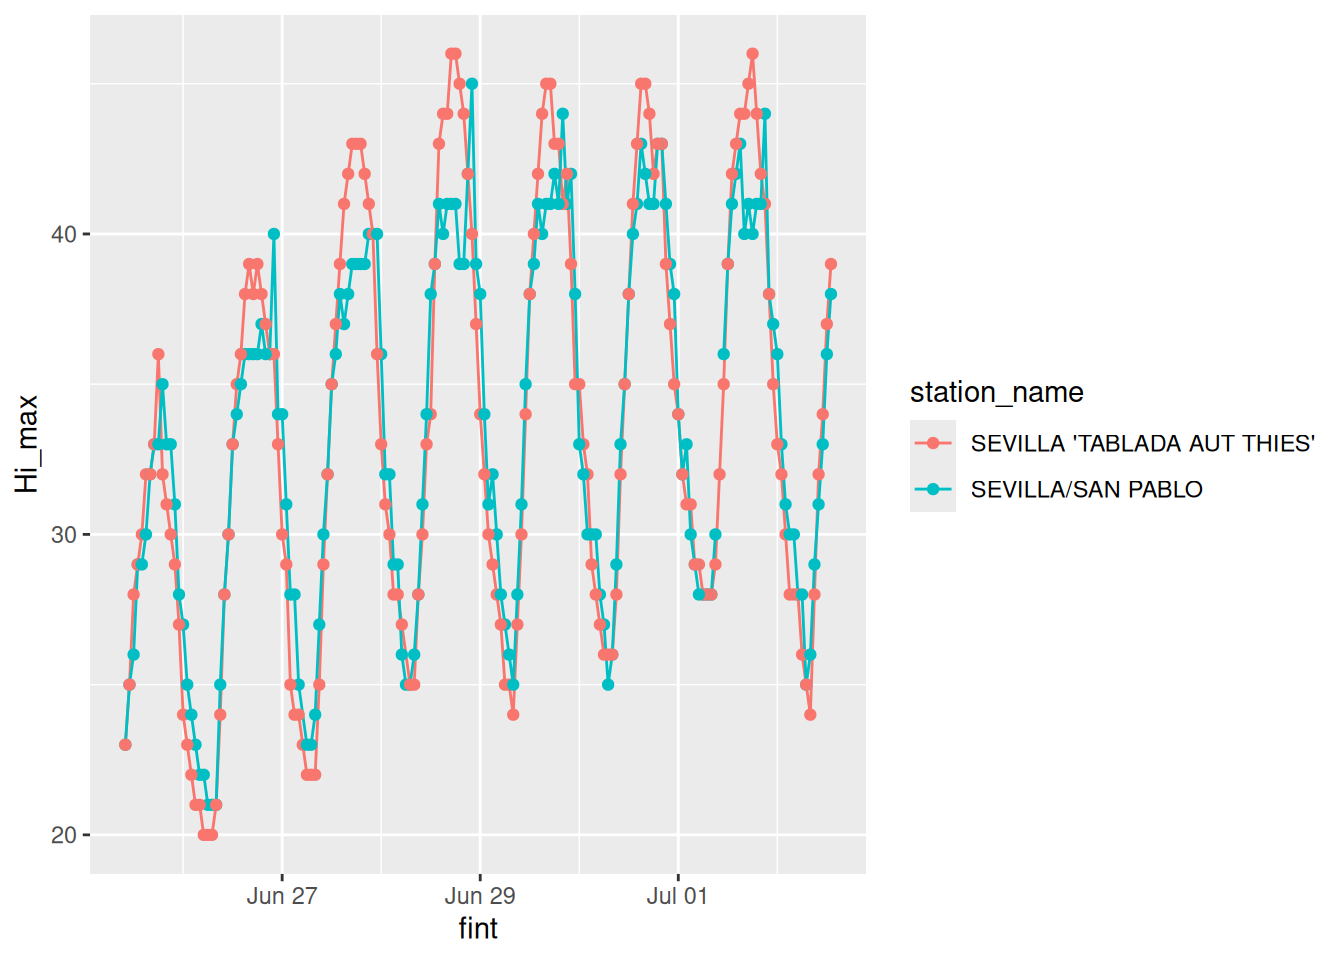 Hi_max
40
30
20
Jun 27
Jun 29
Jul 01
fint
station_name
SEVILLA 'TABLADA AUT THIES'
SEVILLA/SAN PABLO